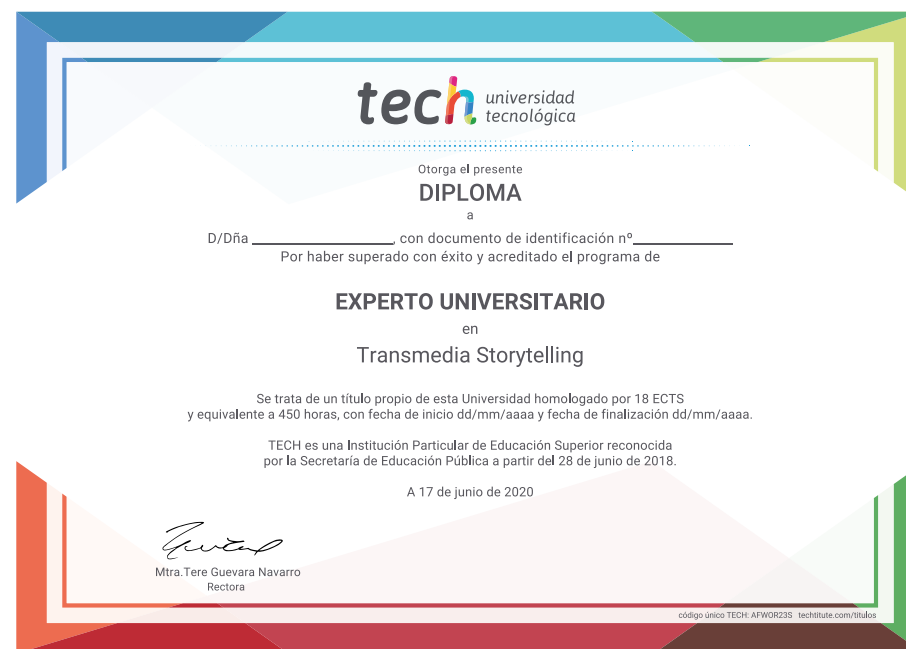 tech universidad
tecnológica
Otorga el presente
DIPLOMA
a
D/Dña ____________________, con documento de identificación nº______________
Por haber superado con éxito y acreditado el programa de
EXPERTO UNIVERSITARIO
en
Transmedia Storytelling
Se trata de un título propio de esta Universidad homologado por 18 ECTS
y equivalente a 450 horas, con fecha de inicio dd/mm/aaaa y fecha de finalización dd/mm/aaaa.
TECH es una Institución Particular de Educación Superior reconocida
por la Secretaría de Educación Pública a partir del 28 de junio de 2018.
A 17 de junio de 2020
Mtra.Tere Guevara Navarro
Rectora
código único TECH: AFWOR23S techtitute.com/titulos